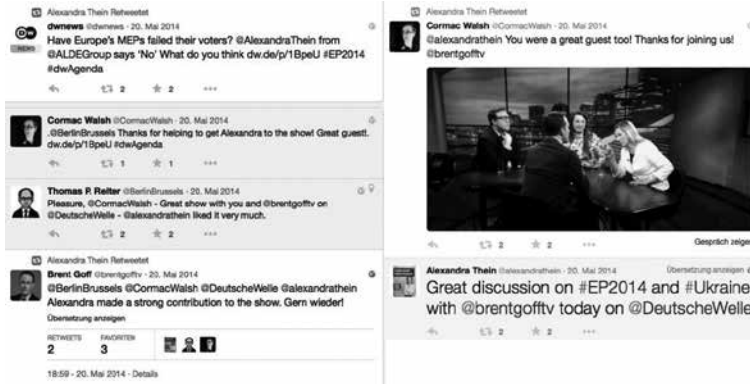 Alexandra Thein Retweetet
dwnews @dwnews · 20. Mai 2014
Have Europe's MEPs failed their voters? @AlexandraThein from
@ALDEGroup says 'No' What do you think dw.de/p/1BpeU #EP2014
#dwAgenda
DW
NEWS
2 2
Cormac Walsh @CormacWalsh · 20. Mai 2014
.@BerlinBrussels Thanks for helping to get Alexandra to the show! Great guest!.
dw.de/p/1BpeU #dwAgenda
1 1
Thomas P. Reiter @BerlinBrussels · 20. Mai 2014
Pleasure, @CormacWalsh - Great show with you and @brentgofftv on
@DeutscheWelle - @alexandrathein liked it very much.
2 2
Alexandra Thein Retweetet
Brent Goff @brentgofftv · 20. Mai 2014
@BerlinBrussels @CormacWalsh @DeutscheWelle @alexandrathein
Alexandra made a strong contribution to the show. Gern wieder!
Übersetzung anzeigen
RETWEETS FAVORITEN
2 3
18:59 - 20. Mai 2014 · Details
Alexandra Thein Retweetet
Cormac Walsh @CormacWalsh · 20. Mai 2014
@alexandrathein You were a great guest too! Thanks for joining us!
@brentgofftv
2 2
Gespräch zeigen
Alexandra Thein @alexandrathein · 20. Mai 2014
Übersetzung anzeigen
Great discussion on #EP2014 and #Ukraine
with @brentgofftv today on @DeutscheWelle
2 2